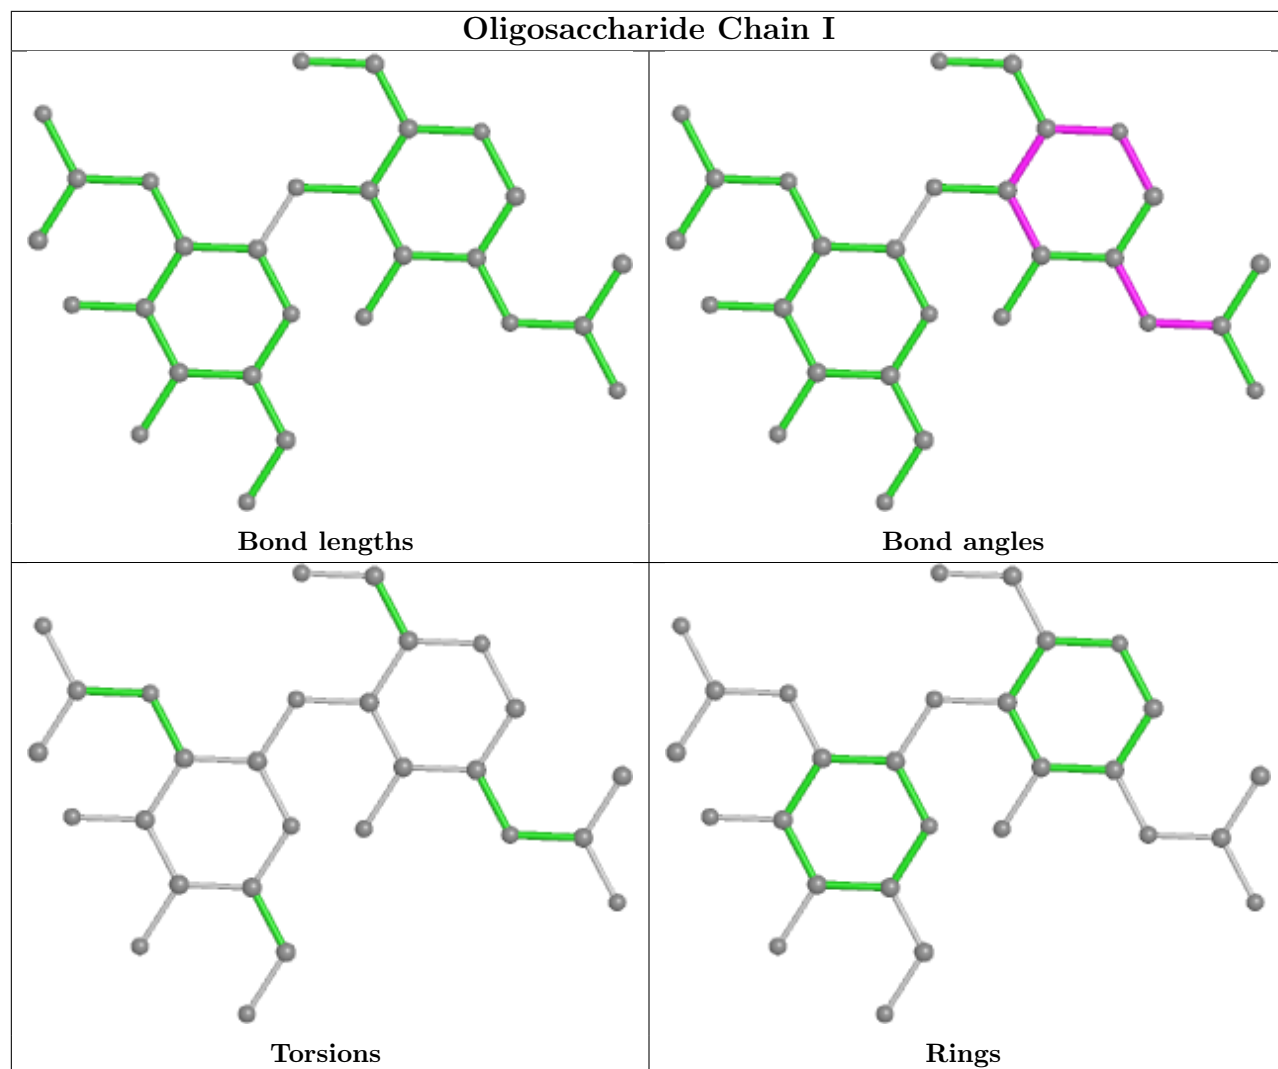 Oligosaccharide Chain I
Bond lengths
Bond angles
Torsions
Rings